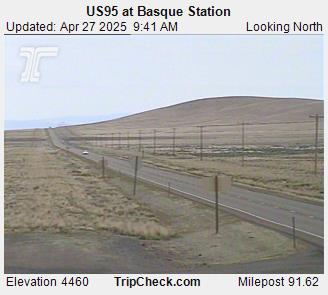 US95 at Basque Station
Updated: Apr 27 2025 9:41 AM Looking North
Elevation 4460 TripCheck.com Milepost 91.62